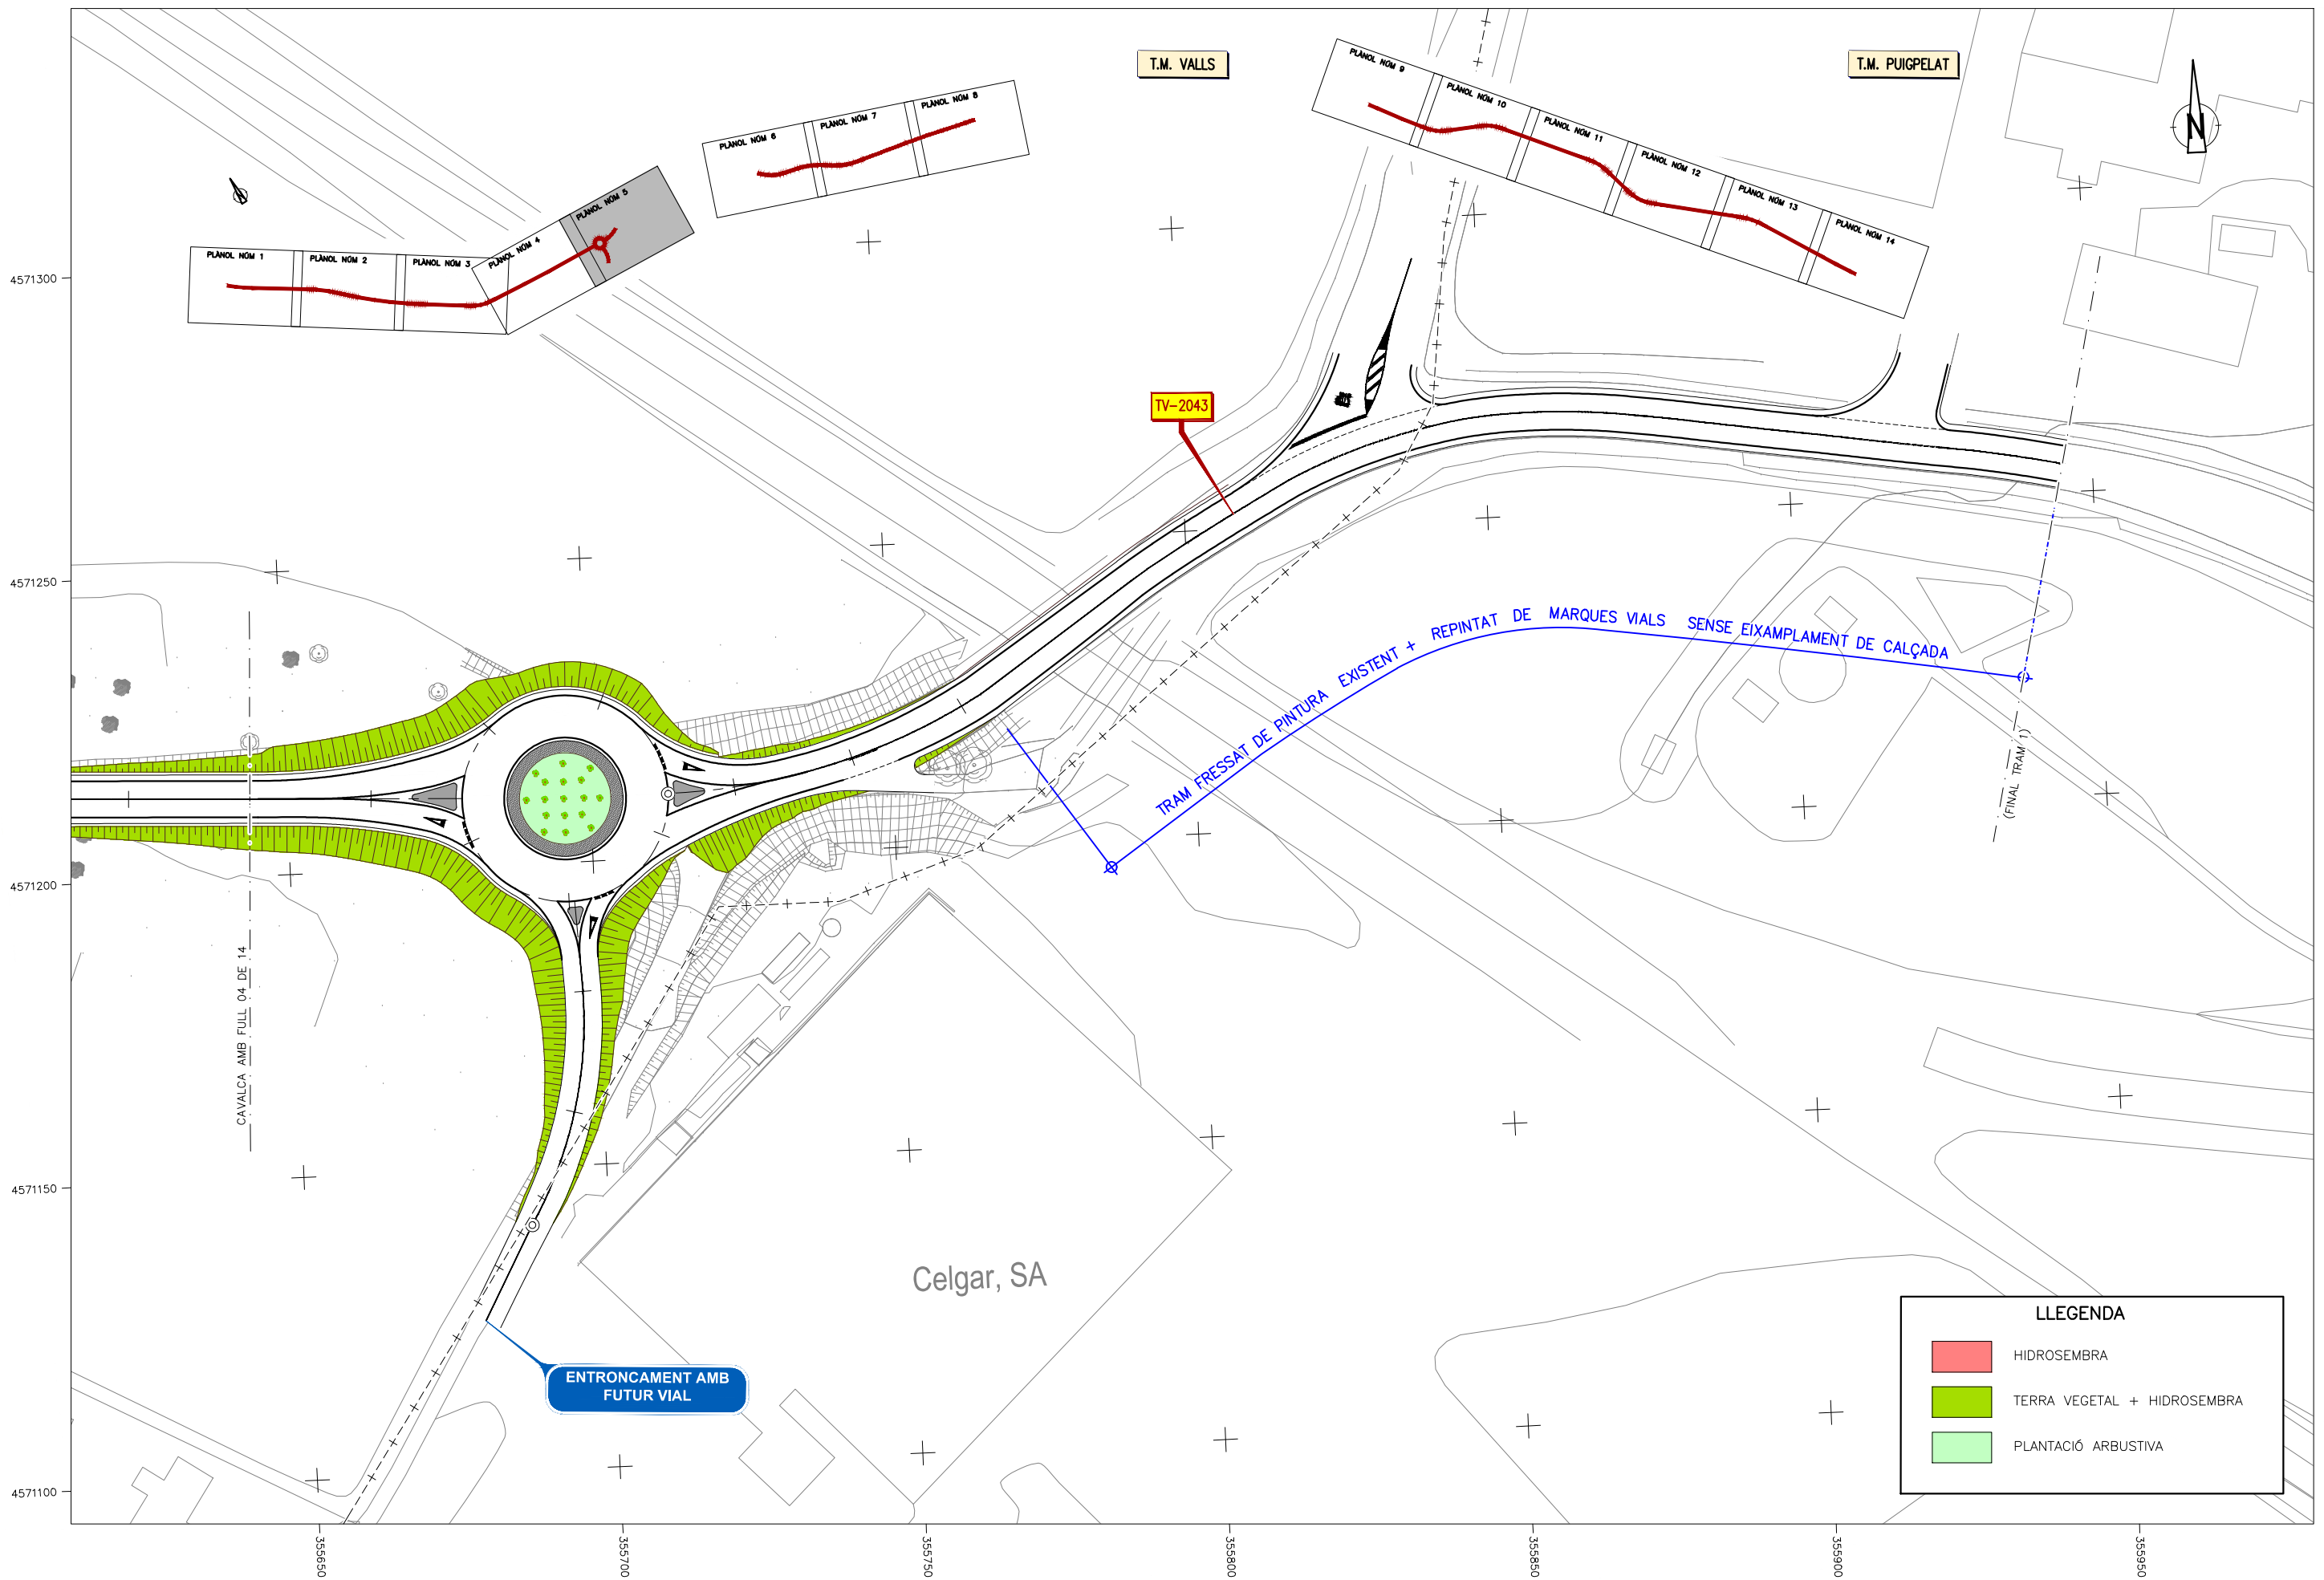 T.M. VALLS
T.M. PUIGPELAT
PLÀNOL NÚM 1
PLÀNOL NÚM 2
PLÀNOL NÚM 3
PLÀNOL NÚM 4
PLÀNOL NÚM 5
PLÀNOL NÚM 6
PLÀNOL NÚM 7
PLÀNOL NÚM 8
PLÀNOL NÚM 9
PLÀNOL NÚM 10
PLÀNOL NÚM 11
PLÀNOL NÚM 12
PLÀNOL NÚM 13
PLÀNOL NÚM 14
N
4571300
4571250
4571200
4571150
4571100
TV-2043
TRAM FRESSAT DE PINTURA EXISTENT + REPINTAT DE MARQUES VIALS SENSE EIXAMPLAMENT DE CALÇADA
(FINAL TRAM 1)
CAVALCA AMB FULL 04 DE 14
Celgar, SA
ENTRONCAMENT AMB
FUTUR VIAL
LLEGENDA
HIDROSEMBRA
TERRA VEGETAL + HIDROSEMBRA
PLANTACIÓ ARBUSTIVA
355650
355700
355750
355800
355850
355900
355950